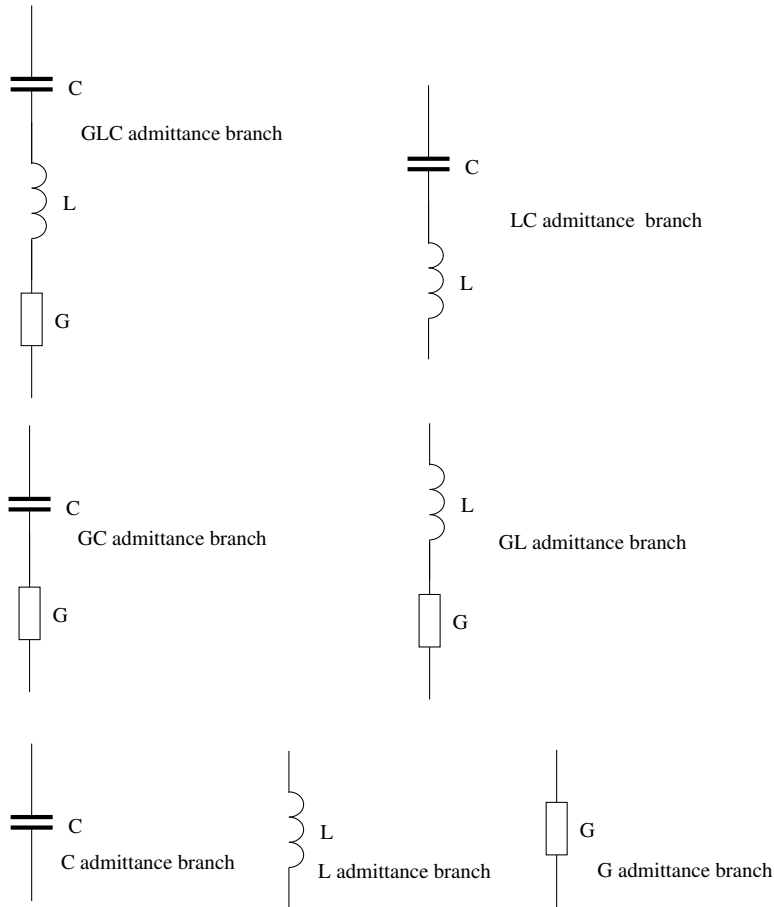 C
GLC admittance branch
L
G
C
LC admittance branch
L
C
GC admittance branch
G
L
GL admittance branch
G
C
C admittance branch
L
L admittance branch
G
G admittance branch